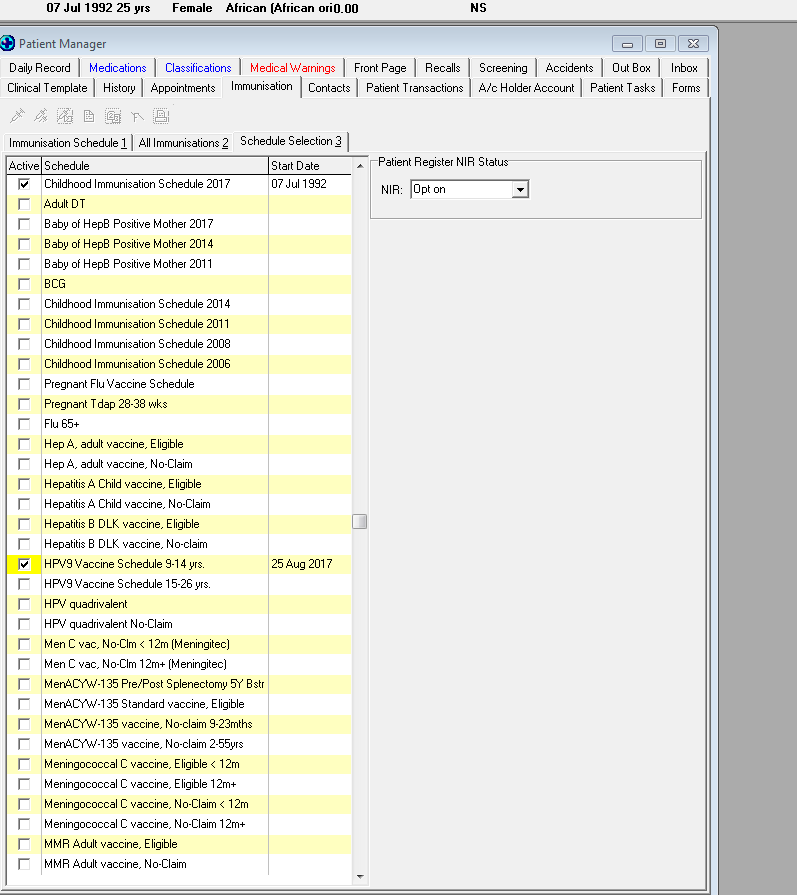 07 Jul 1992 25 yrs Female African (African ori0.00 NS
Patient Manager
Daily Record Medications Classifications Medical Warnings Front Page Recalls Screening Accidents Out Box Inbox
Clinical Template History Appointments Immunisation Contacts Patient Transactions A/c Holder Account Patient Tasks Forms
Immunisation Schedule 1 All Immunisations 2 Schedule Selection 3
Active Schedule Start Date
Childhood Immunisation Schedule 2017 07 Jul 1992
Adult DT
Baby of HepB Positive Mother 2017
Baby of HepB Positive Mother 2014
Baby of HepB Positive Mother 2011
BCG
Childhood Immunisation Schedule 2014
Childhood Immunisation Schedule 2011
Childhood Immunisation Schedule 2008
Childhood Immunisation Schedule 2006
Pregnant Flu Vaccine Schedule
Pregnant Tdap 28-38 wks
Flu 65+
Hep A, adult vaccine, Eligible
Hep A, adult vaccine, No-Claim
Hepatitis A Child vaccine, Eligible
Hepatitis A Child vaccine, No-Claim
Hepatitis B DLK vaccine, Eligible
Hepatitis B DLK vaccine, No-claim
HPV9 Vaccine Schedule 9-14 yrs. 25 Aug 2017
HPV9 Vaccine Schedule 15-26 yrs.
HPV quadrivalent
HPV quadrivalent No-Claim
Men C vac, No-Clm < 12m (Meningitec)
Men C vac, No-Clm 12m+ (Meningitec)
MenACYW-135 Pre/Post Splenectomy 5Y Bstr
MenACYW-135 Standard vaccine, Eligible
MenACYW-135 vaccine, No-claim 9-23mths
MenACYW-135 vaccine, No-claim 2-55yrs
Meningococcal C vaccine, Eligible < 12m
Meningococcal C vaccine, Eligible 12m+
Meningococcal C vaccine, No-Claim < 12m
Meningococcal C vaccine, No-Claim 12m+
MMR Adult vaccine, Eligible
MMR Adult vaccine, No-Claim
Patient Register NIR Status
NIR: Opt on